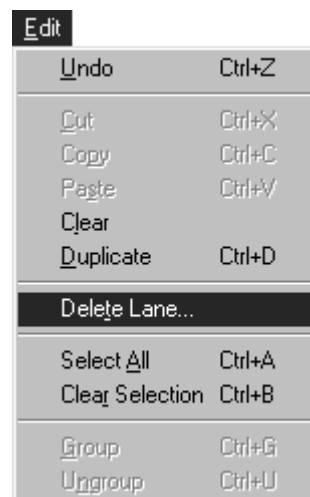 Edit
Undo Ctrl+Z
Cut Ctrl+X
Copy Ctrl+C
Paste Ctrl+V
Clear
Duplicate Ctrl+D
Delete Lane...
Select All Ctrl+A
Clear Selection Ctrl+B
Group Ctrl+G
Ungroup Ctrl+U